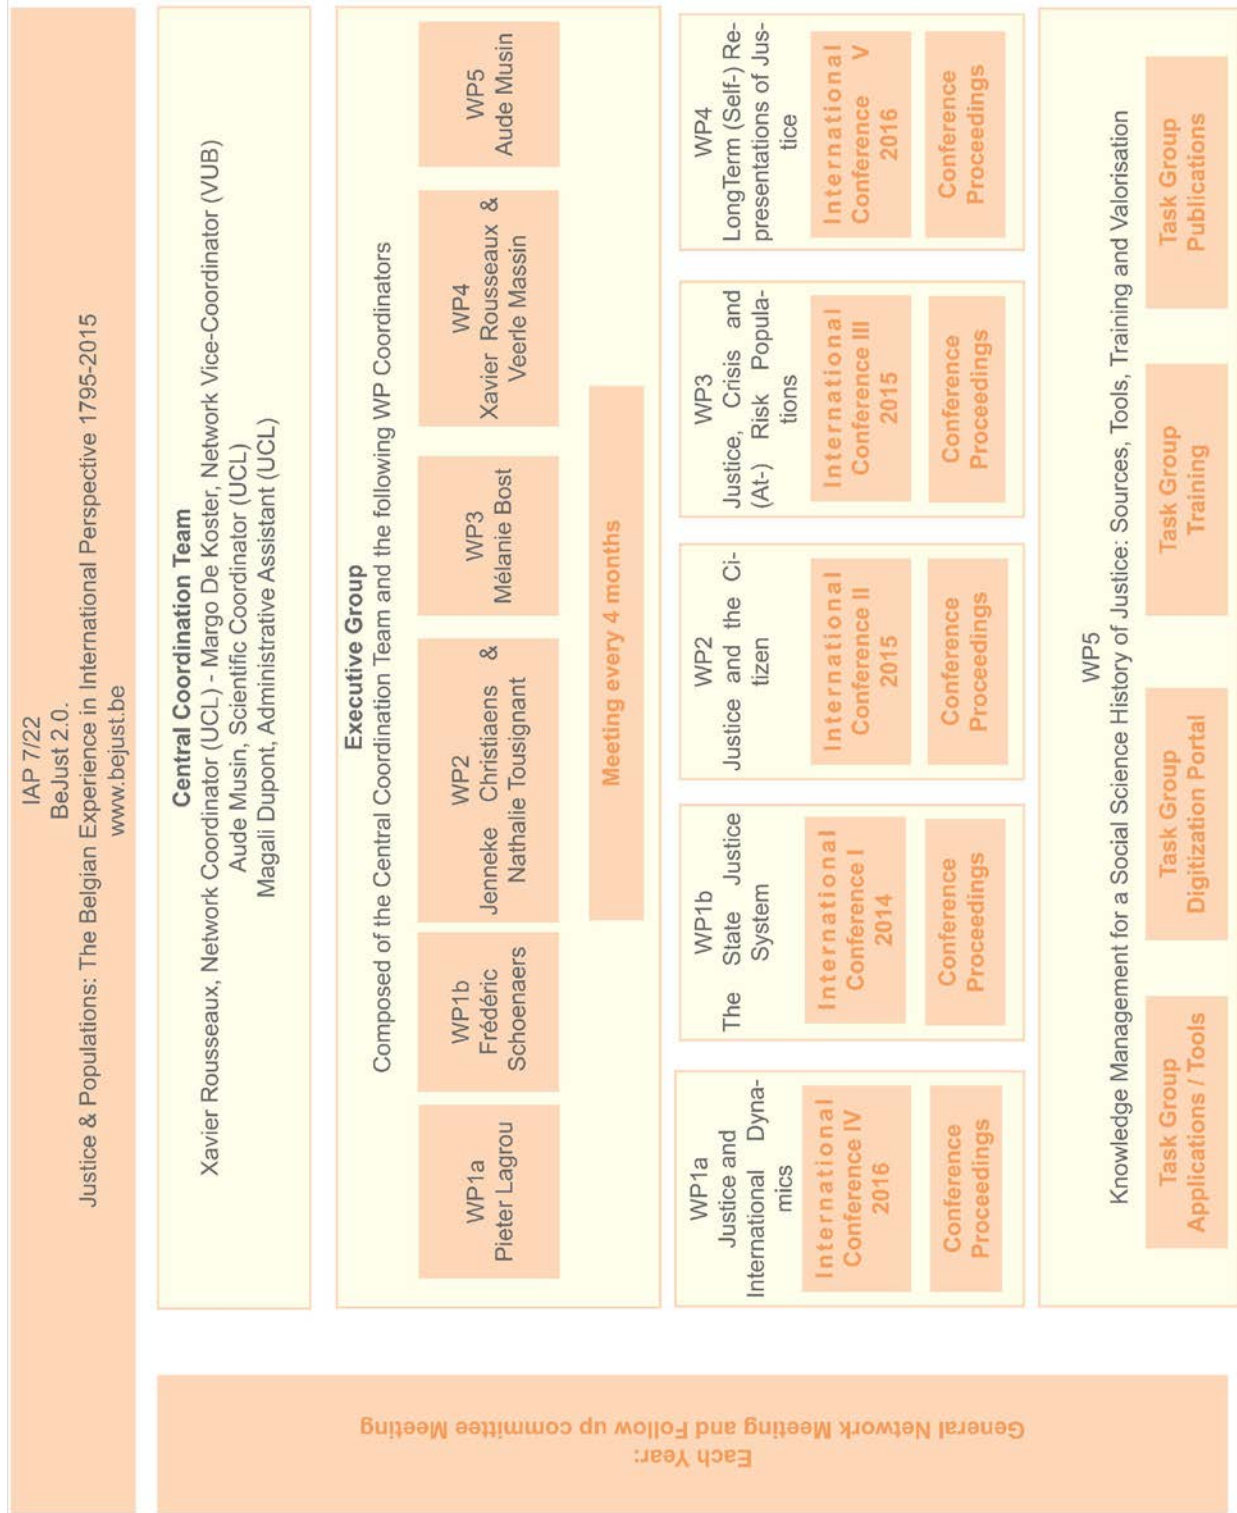 IAP 7/22
BeJust 2.0.
Justice & Populations: The Belgian Experience in International Perspective 1795-2015
www.bejust.be
Central Coordination Team
Xavier Rousseaux, Network Coordinator (UCL) - Margo De Koster, Network Vice-Coordinator (VUB)
Aude Musin, Scientific Coordinator (UCL)
Magali Dupont, Administrative Assistant (UCL)
Executive Group
Composed of the Central Coordination Team and the following WP Coordinators
WP1a
Pieter Lagrou
WP1b
Frédéric
Schoenaers
WP2
Jenneke Christiaens &
Nathalie Tousignant
WP3
Mélanie Bost
WP4
Xavier Rousseaux &
Veerle Massin
WP5
Aude Musin
Meeting every 4 months
WP1a
Justice and
International Dyna-
mics
International
Conference IV
2016
Conference
Proceedings
WP1b
The State Justice
System
International
Conference I
2014
Conference
Proceedings
WP2
Justice and the Ci-
tizen
International
Conference II
2015
Conference
Proceedings
WP3
Justice, Crisis and
(At-) Risk Popula-
tions
International
Conference III
2015
Conference
Proceedings
WP4
LongTerm (Self-) Re-
presentations of Jus-
tice
International
Conference V
2016
Conference
Proceedings
WP5
Knowledge Management for a Social Science History of Justice: Sources, Tools, Training and Valorisation
Task Group
Applications / Tools
Task Group
Digitization Portal
Task Group
Training
Task Group
Publications
Each Year:
General Network Meeting and Follow up committee Meeting